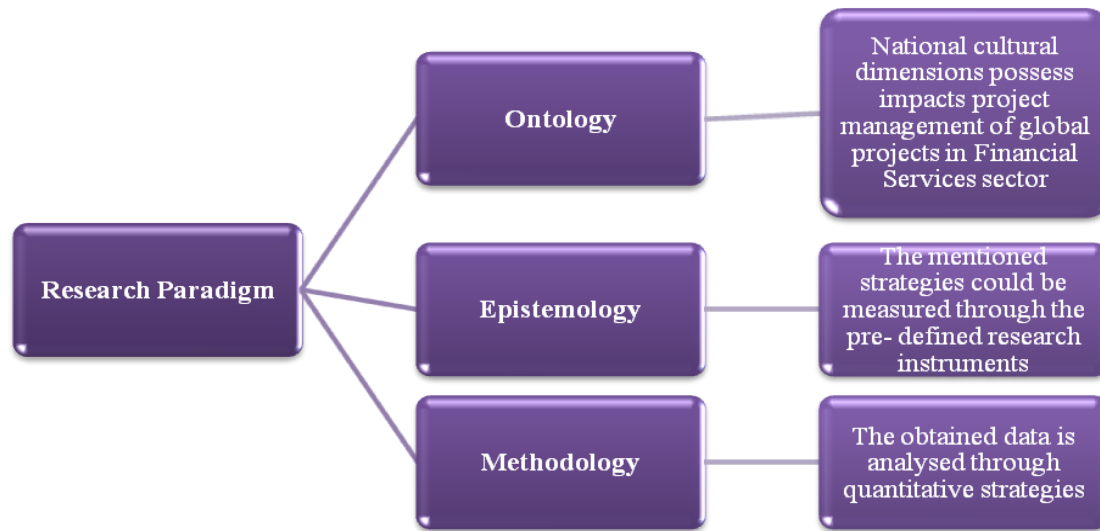 Research Paradigm
Ontology
National cultural
dimensions possess
impacts project
management of global
projects in Financial
Services sector
Epistemology
The mentioned
strategies could be
measured through the
pre- defined research
instruments
Methodology
The obtained data is
analysed through
quantitative strategies